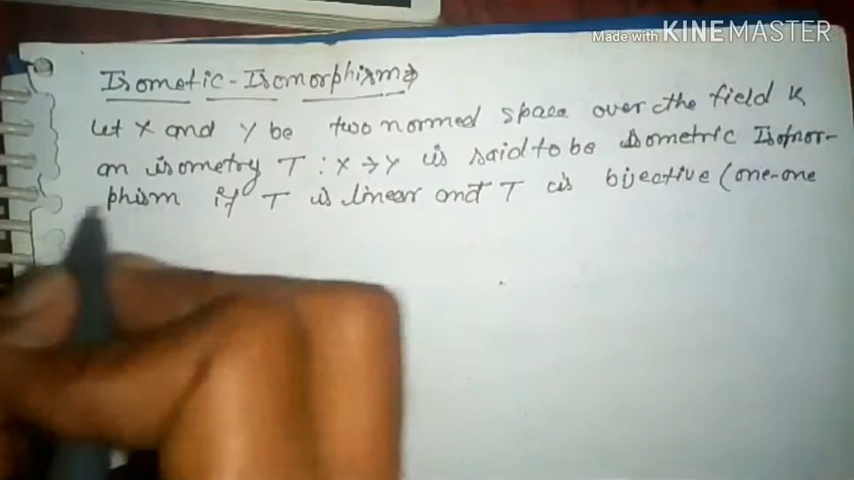 Made with KINEMASTER
Isometic-Isomorphism⇒
Let X and Y be two normed space over the field K
an isometry T : X → Y is said to be Isometric Isomor-
phism if T is linear and T is bijective (one-one